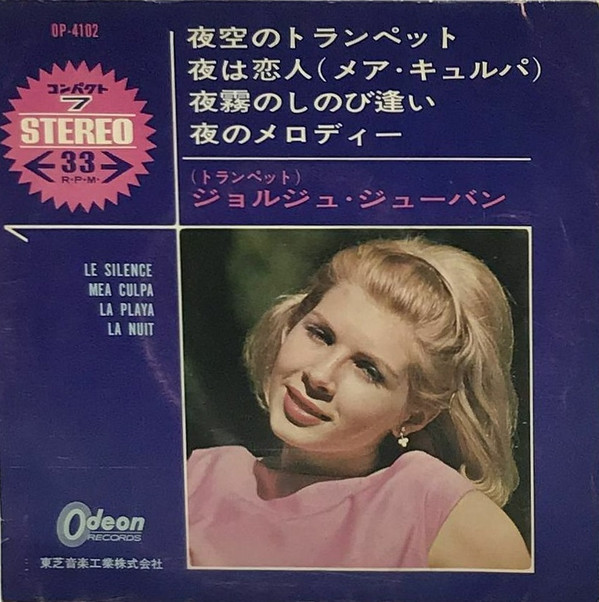 OP-4102
コンパクト
7
STEREO
33
R・P・M・
夜空のトランペット
夜は恋人(メア・キュルパ)
夜霧のしのび逢い
夜のメロディー
(トランペット)
ジョルジュ・ジューバン
LE SILENCE
MEA CULPA
LA PLAYA
LA NUIT
Odeon
RECORDS
東芝音楽工業株式会社